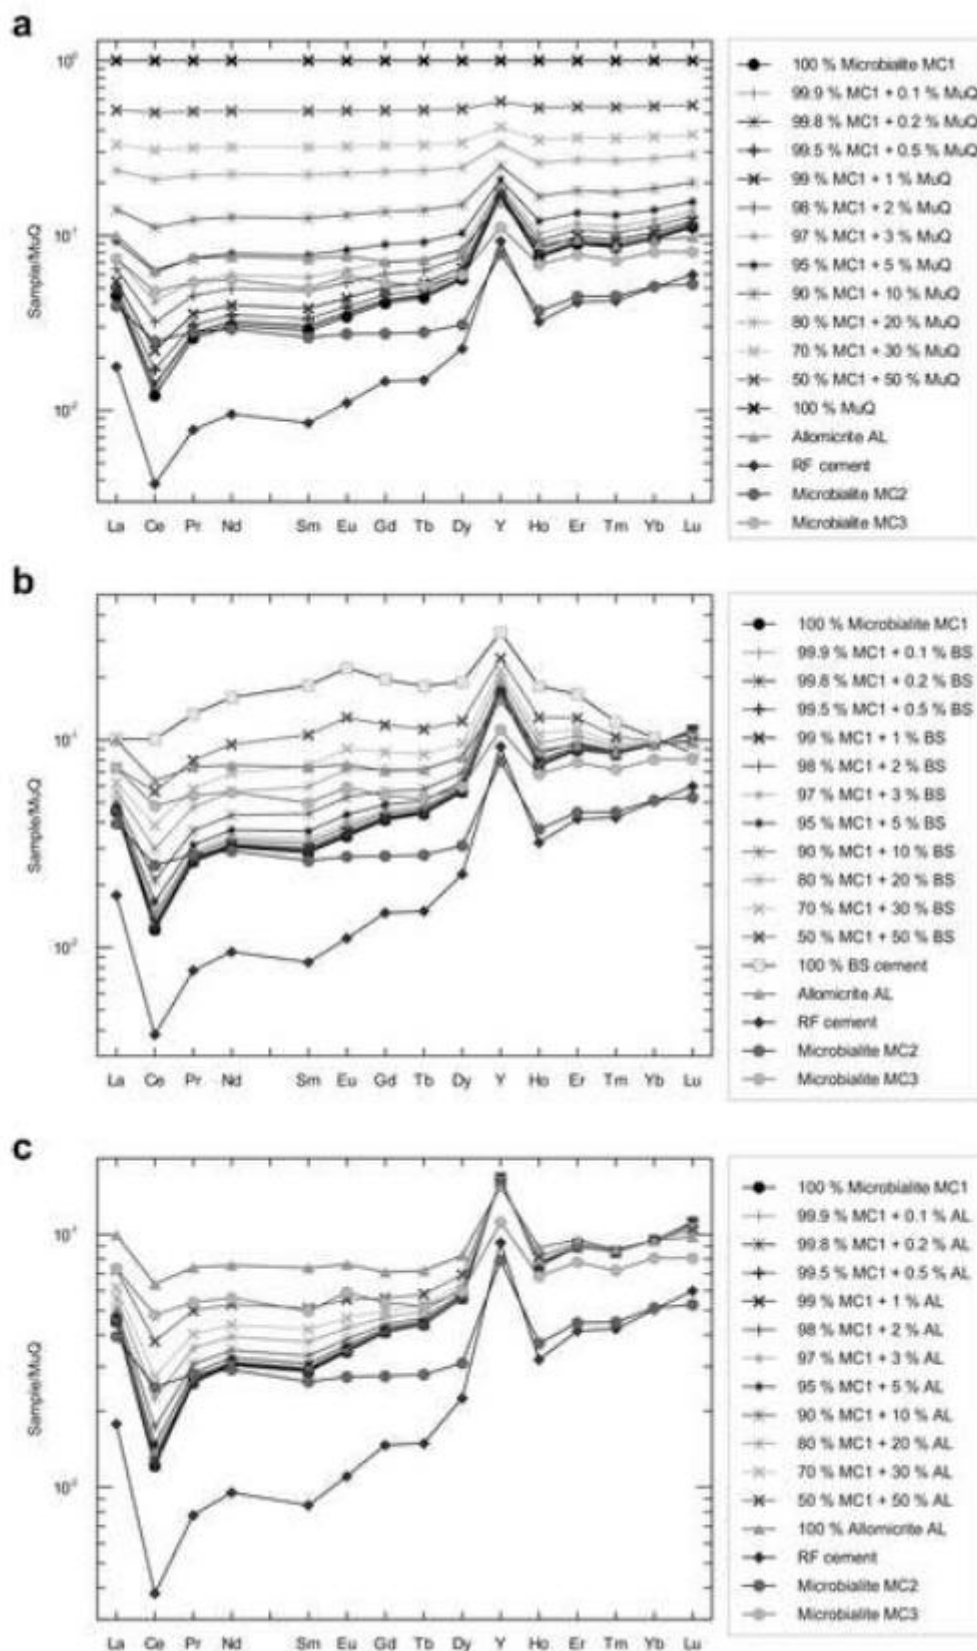 a
10⁰
10⁻¹
10⁻²
Sample/MuQ
La Ce Pr Nd Sm Eu Gd Tb Dy Y Ho Er Tm Yb Lu
100 % Microbialite MC1
99.9 % MC1 + 0.1 % MuQ
99.8 % MC1 + 0.2 % MuQ
99.5 % MC1 + 0.5 % MuQ
99 % MC1 + 1 % MuQ
98 % MC1 + 2 % MuQ
97 % MC1 + 3 % MuQ
95 % MC1 + 5 % MuQ
90 % MC1 + 10 % MuQ
80 % MC1 + 20 % MuQ
70 % MC1 + 30 % MuQ
50 % MC1 + 50 % MuQ
100 % MuQ
Allomicrite AL
RF cement
Microbialite MC2
Microbialite MC3
b
10⁻¹
10⁻²
Sample/MuQ
La Ce Pr Nd Sm Eu Gd Tb Dy Y Ho Er Tm Yb Lu
100 % Microbialite MC1
99.9 % MC1 + 0.1 % BS
99.8 % MC1 + 0.2 % BS
99.5 % MC1 + 0.5 % BS
99 % MC1 + 1 % BS
98 % MC1 + 2 % BS
97 % MC1 + 3 % BS
95 % MC1 + 5 % BS
90 % MC1 + 10 % BS
80 % MC1 + 20 % BS
70 % MC1 + 30 % BS
50 % MC1 + 50 % BS
100 % BS cement
Allomicrite AL
RF cement
Microbialite MC2
Microbialite MC3
c
10⁻¹
10⁻²
Sample/MuQ
La Ce Pr Nd Sm Eu Gd Tb Dy Y Ho Er Tm Yb Lu
100 % Microbialite MC1
99.9 % MC1 + 0.1 % AL
99.8 % MC1 + 0.2 % AL
99.5 % MC1 + 0.5 % AL
99 % MC1 + 1 % AL
98 % MC1 + 2 % AL
97 % MC1 + 3 % AL
95 % MC1 + 5 % AL
90 % MC1 + 10 % AL
80 % MC1 + 20 % AL
70 % MC1 + 30 % AL
50 % MC1 + 50 % AL
100 % Allomicrite AL
RF cement
Microbialite MC2
Microbialite MC3